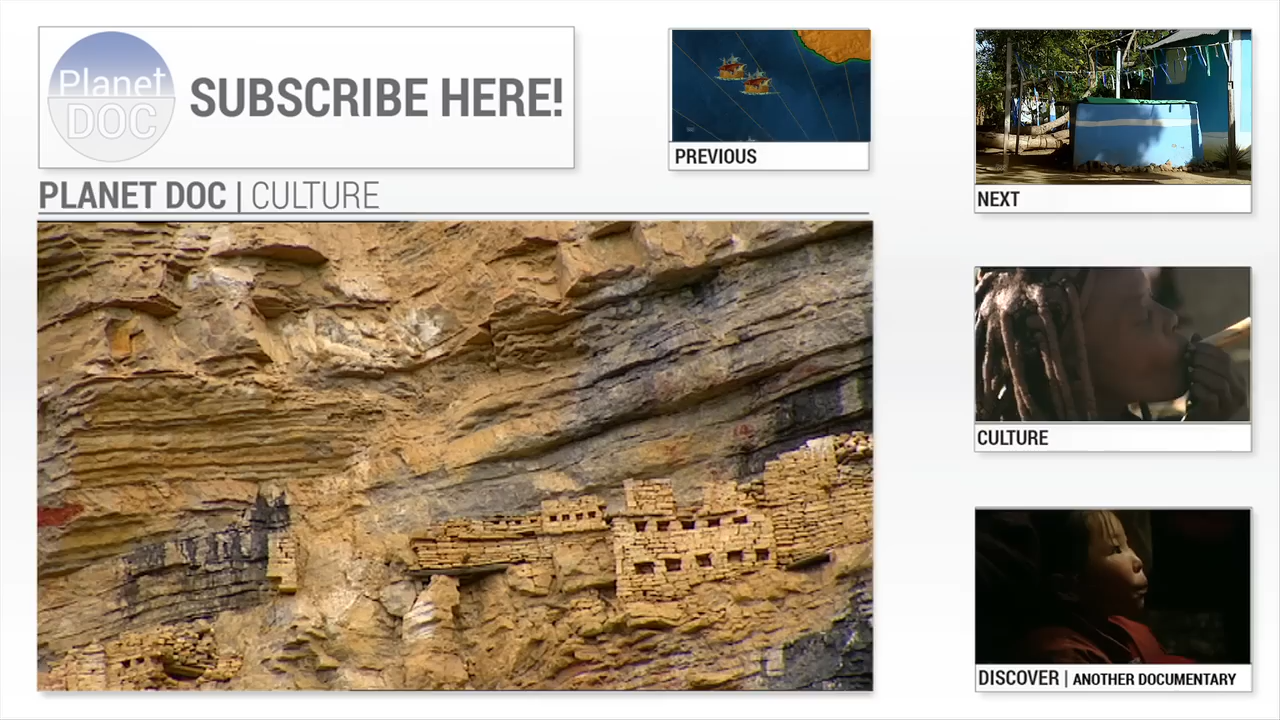 Planet
DOC
SUBSCRIBE HERE!
PREVIOUS
PLANET DOC | CULTURE
NEXT
CULTURE
DISCOVER | ANOTHER DOCUMENTARY